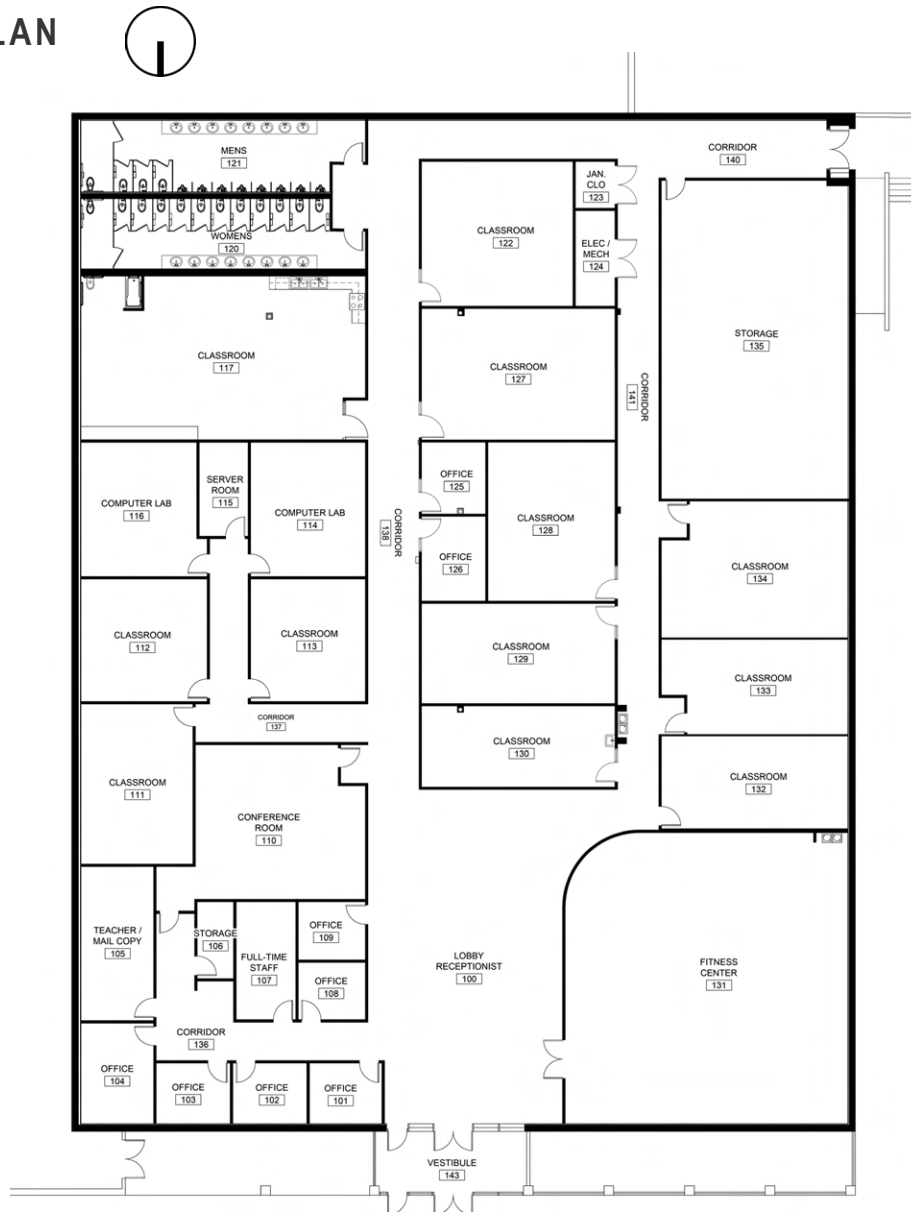 LAN
MENS
121
WOMENS
120
CORRIDOR
140
JAN.
CLO
123
CLASSROOM
122
ELEC /
MECH
124
STORAGE
135
CLASSROOM
117
CLASSROOM
127
CORRIDOR
141
COMPUTER LAB
116
SERVER
ROOM
115
COMPUTER LAB
114
OFFICE
125
CORRIDOR
138
CLASSROOM
128
OFFICE
126
CLASSROOM
134
CLASSROOM
112
CLASSROOM
113
CLASSROOM
129
CLASSROOM
133
CORRIDOR
137
CLASSROOM
130
CLASSROOM
111
CLASSROOM
132
CONFERENCE
ROOM
110
TEACHER /
MAIL COPY
105
STORAGE
106
FULL-TIME
STAFF
107
OFFICE
109
OFFICE
108
LOBBY
RECEPTIONIST
100
FITNESS
CENTER
131
CORRIDOR
136
OFFICE
104
OFFICE
103
OFFICE
102
OFFICE
101
VESTIBULE
143